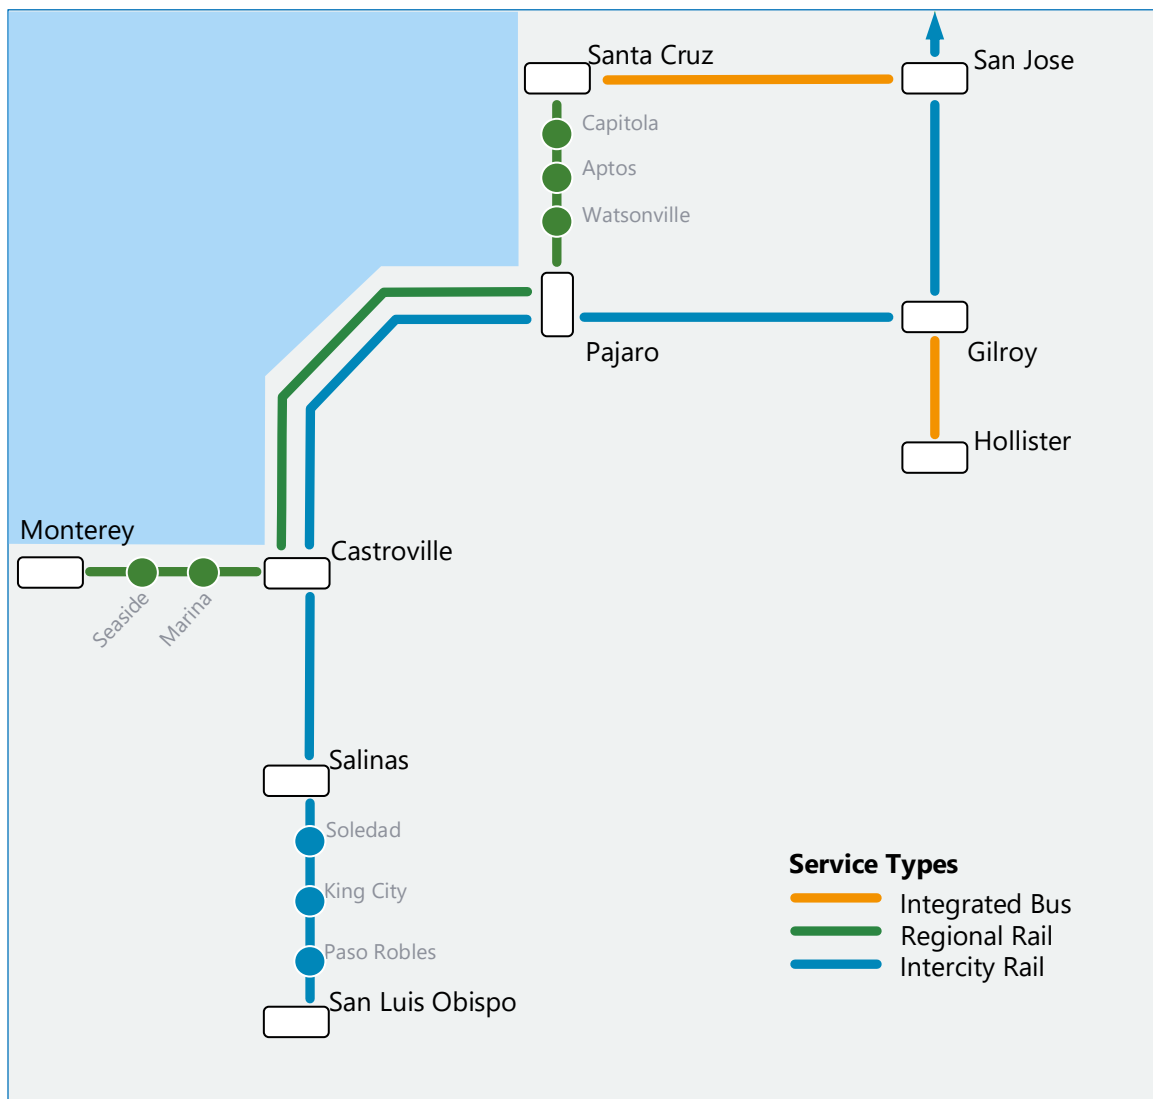 Santa Cruz
San Jose
Capitola
Aptos
Watsonville
Pajaro
Gilroy
Hollister
Monterey
Castroville
Seaside
Marina
Salinas
Soledad
King City
Paso Robles
San Luis Obispo
Service Types
Integrated Bus
Regional Rail
Intercity Rail